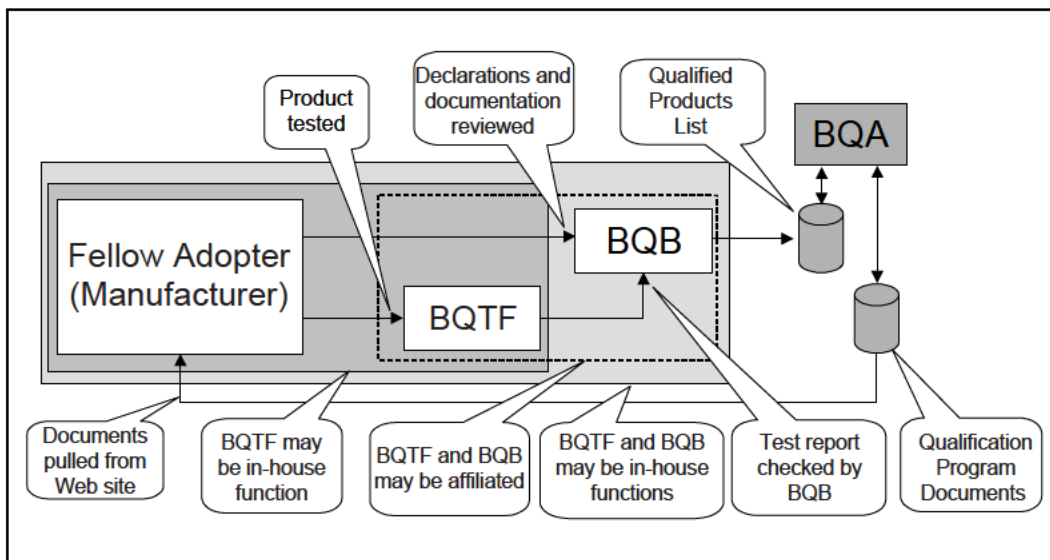 Product
tested
Declarations and
documentation
reviewed
Qualified
Products
List
BQA
Fellow Adopter
(Manufacturer)
BQB
BQTF
Documents
pulled from
Web site
BQTF may
be in-house
function
BQTF and BQB
may be affiliated
BQTF and BQB
may be in-house
functions
Test report
checked by
BQB
Qualification
Program
Documents